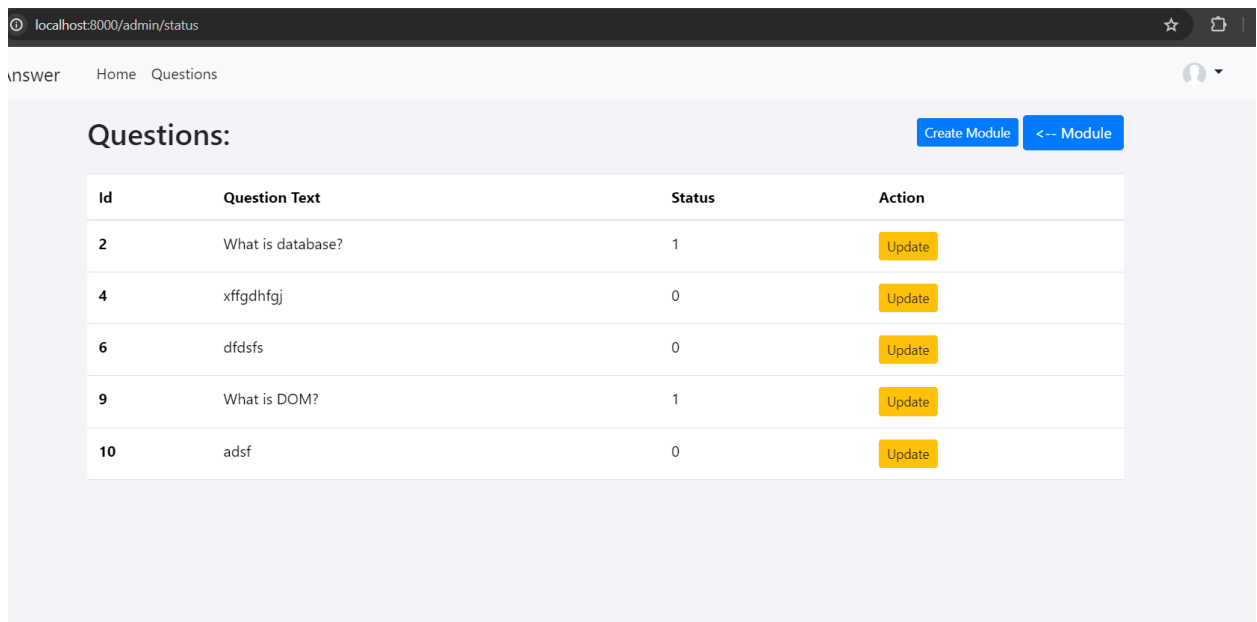 localhost:8000/admin/status
Answer Home Questions
Questions: Create Module <-- Module
Id Question Text Status Action
2 What is database? 1 Update
4 xffgdhfgj 0 Update
6 dfdsfs 0 Update
9 What is DOM? 1 Update
10 adsf 0 Update